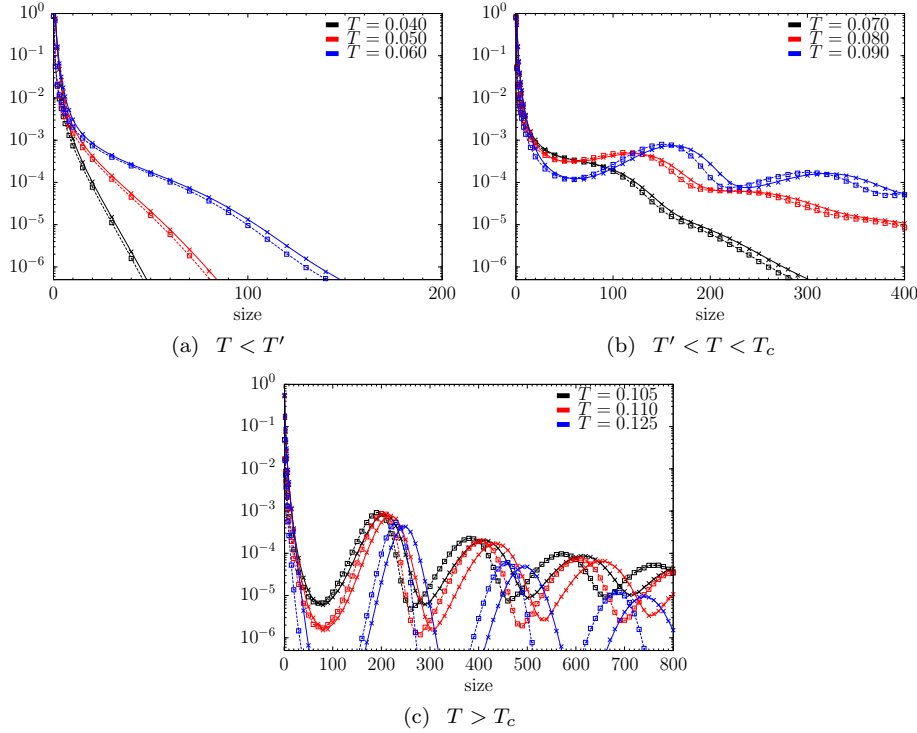 10^0
10^{-1}
10^{-2}
10^{-3}
10^{-4}
10^{-5}
10^{-6}
0 100 200
size
T = 0.040
T = 0.050
T = 0.060
(a) T < T'
10^0
10^{-1}
10^{-2}
10^{-3}
10^{-4}
10^{-5}
10^{-6}
0 100 200 300 400
size
T = 0.070
T = 0.080
T = 0.090
(b) T' < T < T_c
10^0
10^{-1}
10^{-2}
10^{-3}
10^{-4}
10^{-5}
10^{-6}
0 100 200 300 400 500 600 700 800
size
T = 0.105
T = 0.110
T = 0.125
(c) T > T_c